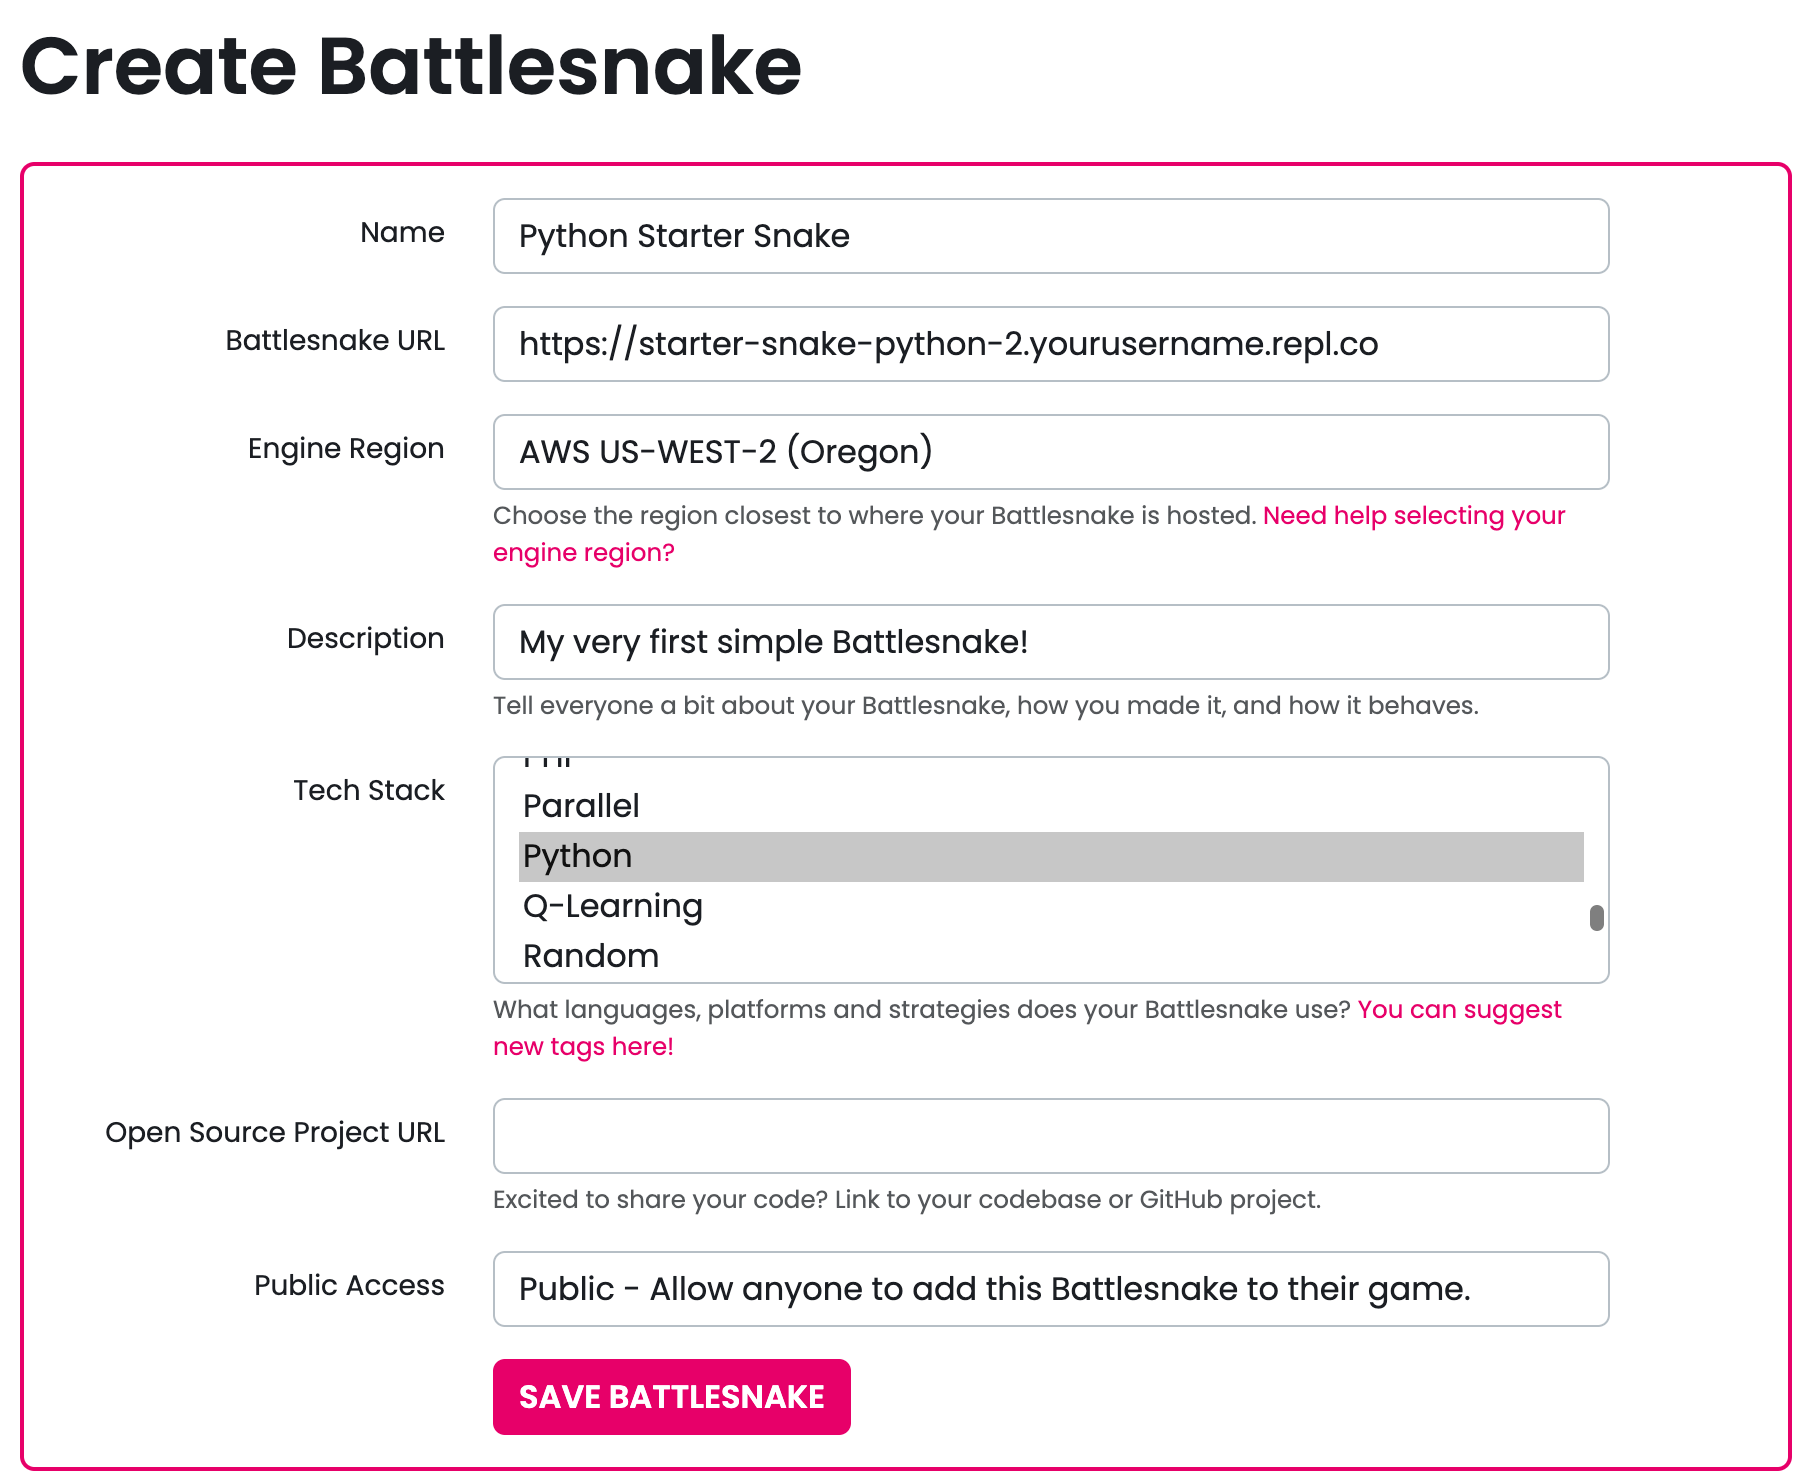 Create Battlesnake
Name
Python Starter Snake
Battlesnake URL
https://starter-snake-python-2.yourusername.repl.co
Engine Region
AWS US-WEST-2 (Oregon)
Choose the region closest to where your Battlesnake is hosted. Need help selecting your
engine region?
Description
My very first simple Battlesnake!
Tell everyone a bit about your Battlesnake, how you made it, and how it behaves.
Tech Stack
Parallel
Python
Q-Learning
Random
What languages, platforms and strategies does your Battlesnake use? You can suggest
new tags here!
Open Source Project URL
Excited to share your code? Link to your codebase or GitHub project.
Public Access
Public - Allow anyone to add this Battlesnake to their game.
SAVE BATTLESNAKE